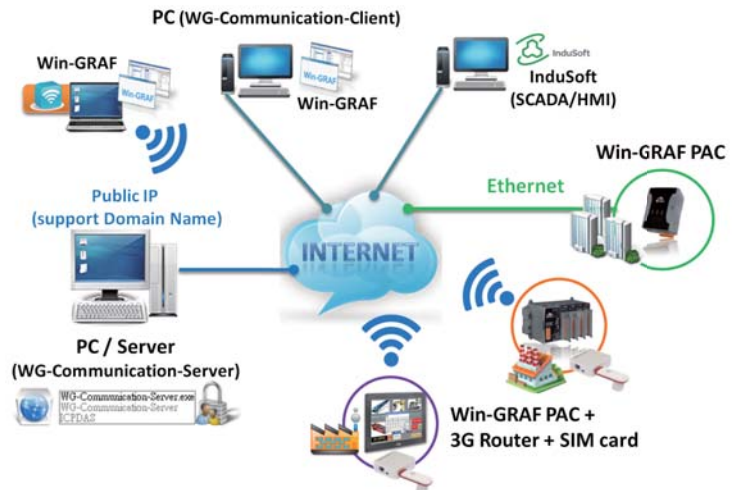 PC (WG-Communication-Client)
Win-GRAF
Win-GRAF
InduSoft
InduSoft
(SCADA/HMI)
Win-GRAF PAC
Ethernet
Public IP
(support Domain Name)
INTERNET
PC / Server
(WG-Communication-Server)
WG-Communication-Server.exe
WG-Communication-Server
ICPDAS
Win-GRAF PAC +
3G Router + SIM card